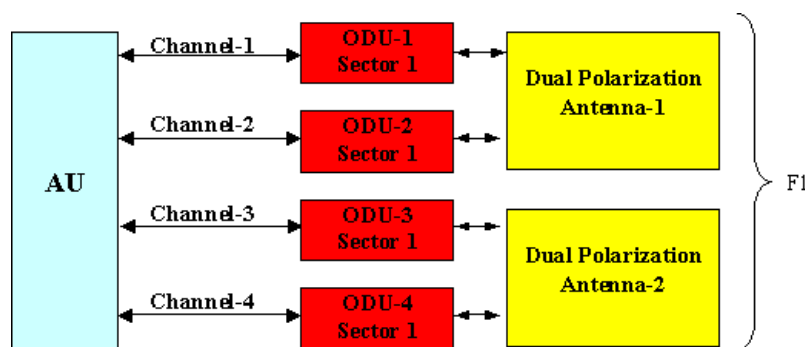 AU
Channel-1
ODU-1
Sector 1
Channel-2
ODU-2
Sector 1
Dual Polarization
Antenna-1
Channel-3
ODU-3
Sector 1
Channel-4
ODU-4
Sector 1
Dual Polarization
Antenna-2
F1